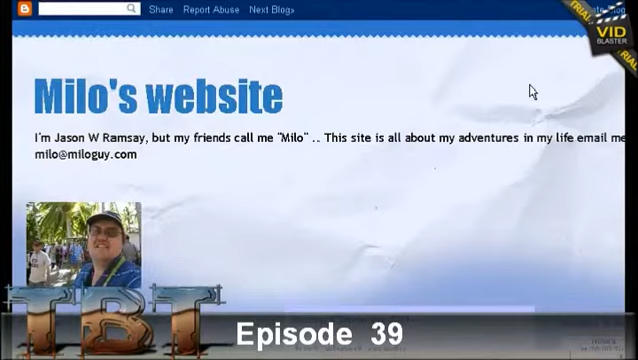 Share Report Abuse Next Blog»
TRIAL
VID
BLASTER
TRIAL
Milo's website
I'm Jason W Ramsay, but my friends call me "Milo" .. This site is all about my adventures in my life email me
milo@miloguy.com
TBT
Episode 39